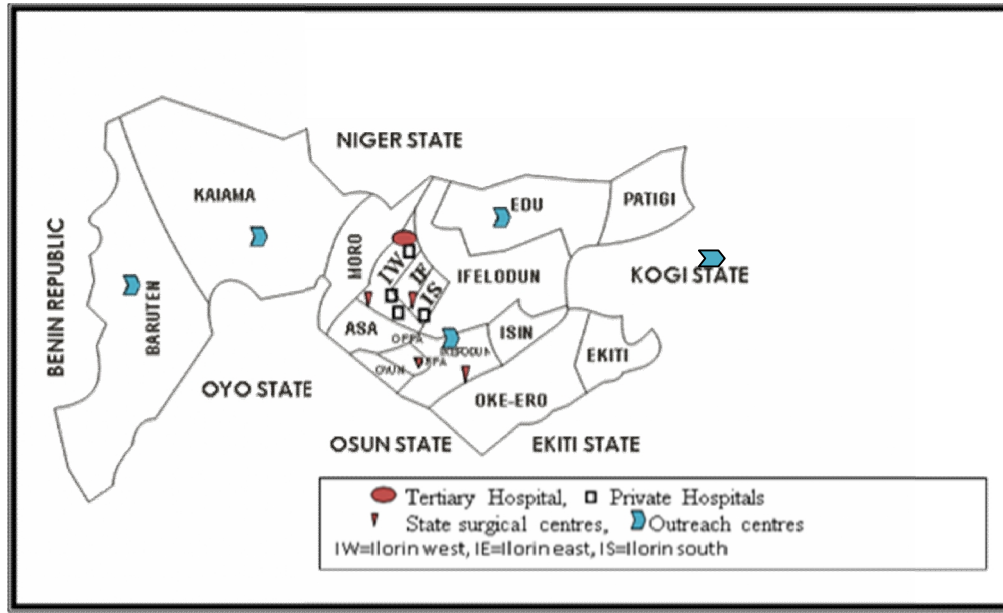 NIGER STATE
KAIAMA
EDU
PATIGI
BENIN REPUBLIC
BARUTEN
MORO
IW
IE
IS
IFELODUN
KOGI STATE
ASA
OFFA
ISIN
EKITI
OYO STATE
OKE-ERO
OSUN STATE
EKITI STATE
Tertiary Hospital, Private Hospitals
State surgical centres, Outreach centres
IW=Ilorin west, IE=Ilorin east, IS=Ilorin south